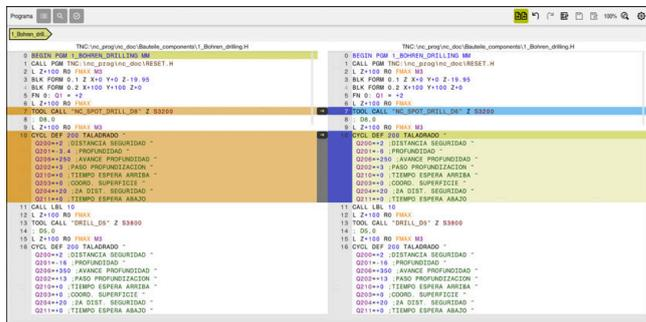 Programa
100%
1_Bohren_drill...
TNC:\nc_prog\nc_doc\Bauteile_components\1_Bohren_drilling.H
0 BEGIN PGM 1_BOHREN_DRILLING MM
1 CALL PGM TNC:\nc_prog\nc_doc\RESET.H
2 L Z+100 R0 FMAX M3
3 BLK FORM 0.1 Z X+0 Y+0 Z-19.95
4 BLK FORM 0.2 X+100 Y+100 Z+0
5 FN 0: Q1 = +2
6 L Z+100 R0 FMAX
7 TOOL CALL "NC_SPOT_DRILL_D8" Z S3200
8 ; D8,0
9 L Z+100 R0 FMAX M3
10 CYCL DEF 200 TALADRADO ~
Q200=+2 ;DISTANCIA SEGURIDAD ~
Q201=-3.4 ;PROFUNDIDAD ~
Q206=+250 ;AVANCE PROFUNDIDAD ~
Q202=+3 ;PASO PROFUNDIZACION ~
Q210=+0 ;TIEMPO ESPERA ARRIBA ~
Q203=+0 ;COORD. SUPERFICIE ~
Q204=+20 ;2A DIST. SEGURIDAD ~
Q211=+0 ;TIEMPO ESPERA ABAJO
11 CALL LBL 10
12 L Z+100 R0 FMAX
13 TOOL CALL "DRILL_D5" Z S3800
14 ; D5,0
15 L Z+100 R0 FMAX M3
16 CYCL DEF 200 TALADRADO ~
Q200=+2 ;DISTANCIA SEGURIDAD ~
Q201=-16 ;PROFUNDIDAD ~
Q206=+350 ;AVANCE PROFUNDIDAD ~
Q202=+13 ;PASO PROFUNDIZACION ~
Q210=+0 ;TIEMPO ESPERA ARRIBA ~
Q203=+0 ;COORD. SUPERFICIE ~
Q204=+20 ;2A DIST. SEGURIDAD ~
Q211=+0 ;TIEMPO ESPERA ABAJO ~
TNC:\nc_prog\nc_doc\Bauteile_components\1_Bohren_drilling.H
0 BEGIN PGM 1_BOHREN_DRILLING MM
1 CALL PGM TNC:\nc_prog\nc_doc\RESET.H
2 L Z+100 R0 FMAX M3
3 BLK FORM 0.1 Z X+0 Y+0 Z-19.95
4 BLK FORM 0.2 X+100 Y+100 Z+0
5 FN 0: Q1 = +2
6 L Z+100 R0 FMAX
7 TOOL CALL "NC_SPOT_DRILL_D6" Z S3200
8 ; D8,0
9 L Z+100 R0 FMAX M3
10 CYCL DEF 200 TALADRADO ~
Q200=+2 ;DISTANCIA SEGURIDAD ~
Q201=-6 ;PROFUNDIDAD ~
Q206=+250 ;AVANCE PROFUNDIDAD ~
Q202=+3 ;PASO PROFUNDIZACION ~
Q210=+0 ;TIEMPO ESPERA ARRIBA ~
Q203=+0 ;COORD. SUPERFICIE ~
Q204=+20 ;2A DIST. SEGURIDAD ~
Q211=+0 ;TIEMPO ESPERA ABAJO
11 CALL LBL 10
12 L Z+100 R0 FMAX
13 TOOL CALL "DRILL_D5" Z S3800
14 ; D5,0
15 L Z+100 R0 FMAX M3
16 CYCL DEF 200 TALADRADO ~
Q200=+2 ;DISTANCIA SEGURIDAD ~
Q201=-16 ;PROFUNDIDAD ~
Q206=+350 ;AVANCE PROFUNDIDAD ~
Q202=+13 ;PASO PROFUNDIZACION ~
Q210=+0 ;TIEMPO ESPERA ARRIBA ~
Q203=+0 ;COORD. SUPERFICIE ~
Q204=+20 ;2A DIST. SEGURIDAD ~
Q211=+0 ;TIEMPO ESPERA ABAJO ~